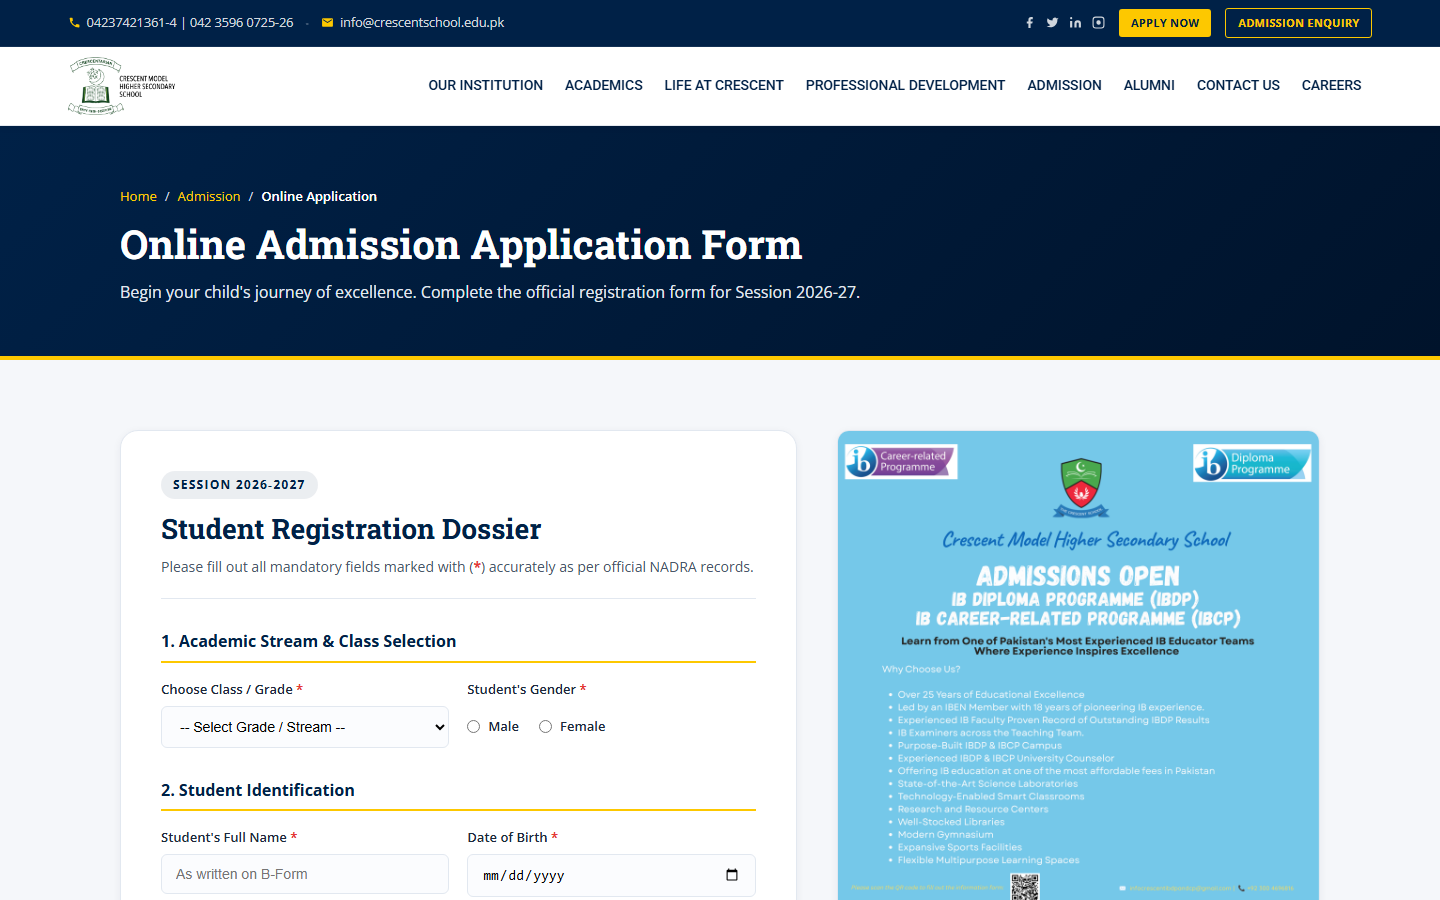 04237421361-4 | 042 3596 0725-26
info@crescentschool.edu.pk
APPLY NOW
ADMISSION ENQUIRY
CRESCENT MODEL
HIGHER SECONDARY
SCHOOL
OUR INSTITUTION
ACADEMICS
LIFE AT CRESCENT
PROFESSIONAL DEVELOPMENT
ADMISSION
ALUMNI
CONTACT US
CAREERS
Home / Admission / Online Application
Online Admission Application Form
Begin your child's journey of excellence. Complete the official registration form for Session 2026-27.
SESSION 2026-2027
Student Registration Dossier
Please fill out all mandatory fields marked with (*) accurately as per official NADRA records.
1. Academic Stream & Class Selection
Choose Class / Grade *
Student's Gender *
-- Select Grade / Stream --
Male
Female
2. Student Identification
Student's Full Name *
Date of Birth *
As written on B-Form
mm/dd/yyyy
ib Career-related Programme
ib Diploma Programme
Crescent Model Higher Secondary School
ADMISSIONS OPEN
IB DIPLOMA PROGRAMME (IBDP)
IB CAREER-RELATED PROGRAMME (IBCP)
Learn from One of Pakistan's Most Experienced IB Educator Teams
Where Experience Inspires Excellence
Why Choose Us?
Over 25 Years of Educational Excellence
Led by an IBEN Member with 18 years of pioneering IB experience.
Experienced IB Faculty Proven Record of Outstanding IBDP Results
IB Examiners across the Teaching Team.
Purpose-Built IBDP & IBCP Campus
Experienced IBDP & IBCP University Counselor
Offering IB education at one of the most affordable fees in Pakistan
State-of-the-Art Science Laboratories
Technology-Enabled Smart Classrooms
Research and Resource Centers
Well-Stocked Libraries
Modern Gymnasium
Expansive Sports Facilities
Flexible Multipurpose Learning Spaces